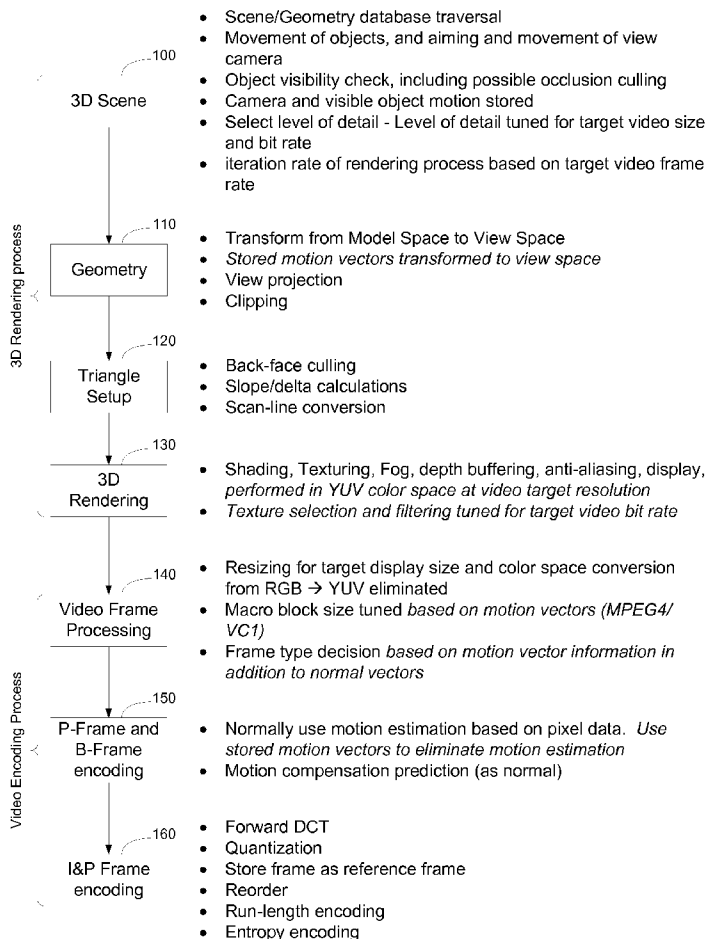 3D Rendering process
100
3D Scene
• Scene/Geometry database traversal
• Movement of objects, and aiming and movement of view
camera
• Object visibility check, including possible occlusion culling
• Camera and visible object motion stored
• Select level of detail - Level of detail tuned for target video size
and bit rate
• iteration rate of rendering process based on target video frame
rate
110
Geometry
• Transform from Model Space to View Space
• Stored motion vectors transformed to view space
• View projection
• Clipping
120
Triangle
Setup
• Back-face culling
• Slope/delta calculations
• Scan-line conversion
130
3D
Rendering
• Shading, Texturing, Fog, depth buffering, anti-aliasing, display,
performed in YUV color space at video target resolution
• Texture selection and filtering tuned for target video bit rate
Video Encoding Process
140
Video Frame
Processing
• Resizing for target display size and color space conversion
from RGB → YUV eliminated
• Macro block size tuned based on motion vectors (MPEG4/
VC1)
• Frame type decision based on motion vector information in
addition to normal vectors
150
P-Frame and
B-Frame
encoding
• Normally use motion estimation based on pixel data. Use
stored motion vectors to eliminate motion estimation
• Motion compensation prediction (as normal)
160
I&P Frame
encoding
• Forward DCT
• Quantization
• Store frame as reference frame
• Reorder
• Run-length encoding
• Entropy encoding